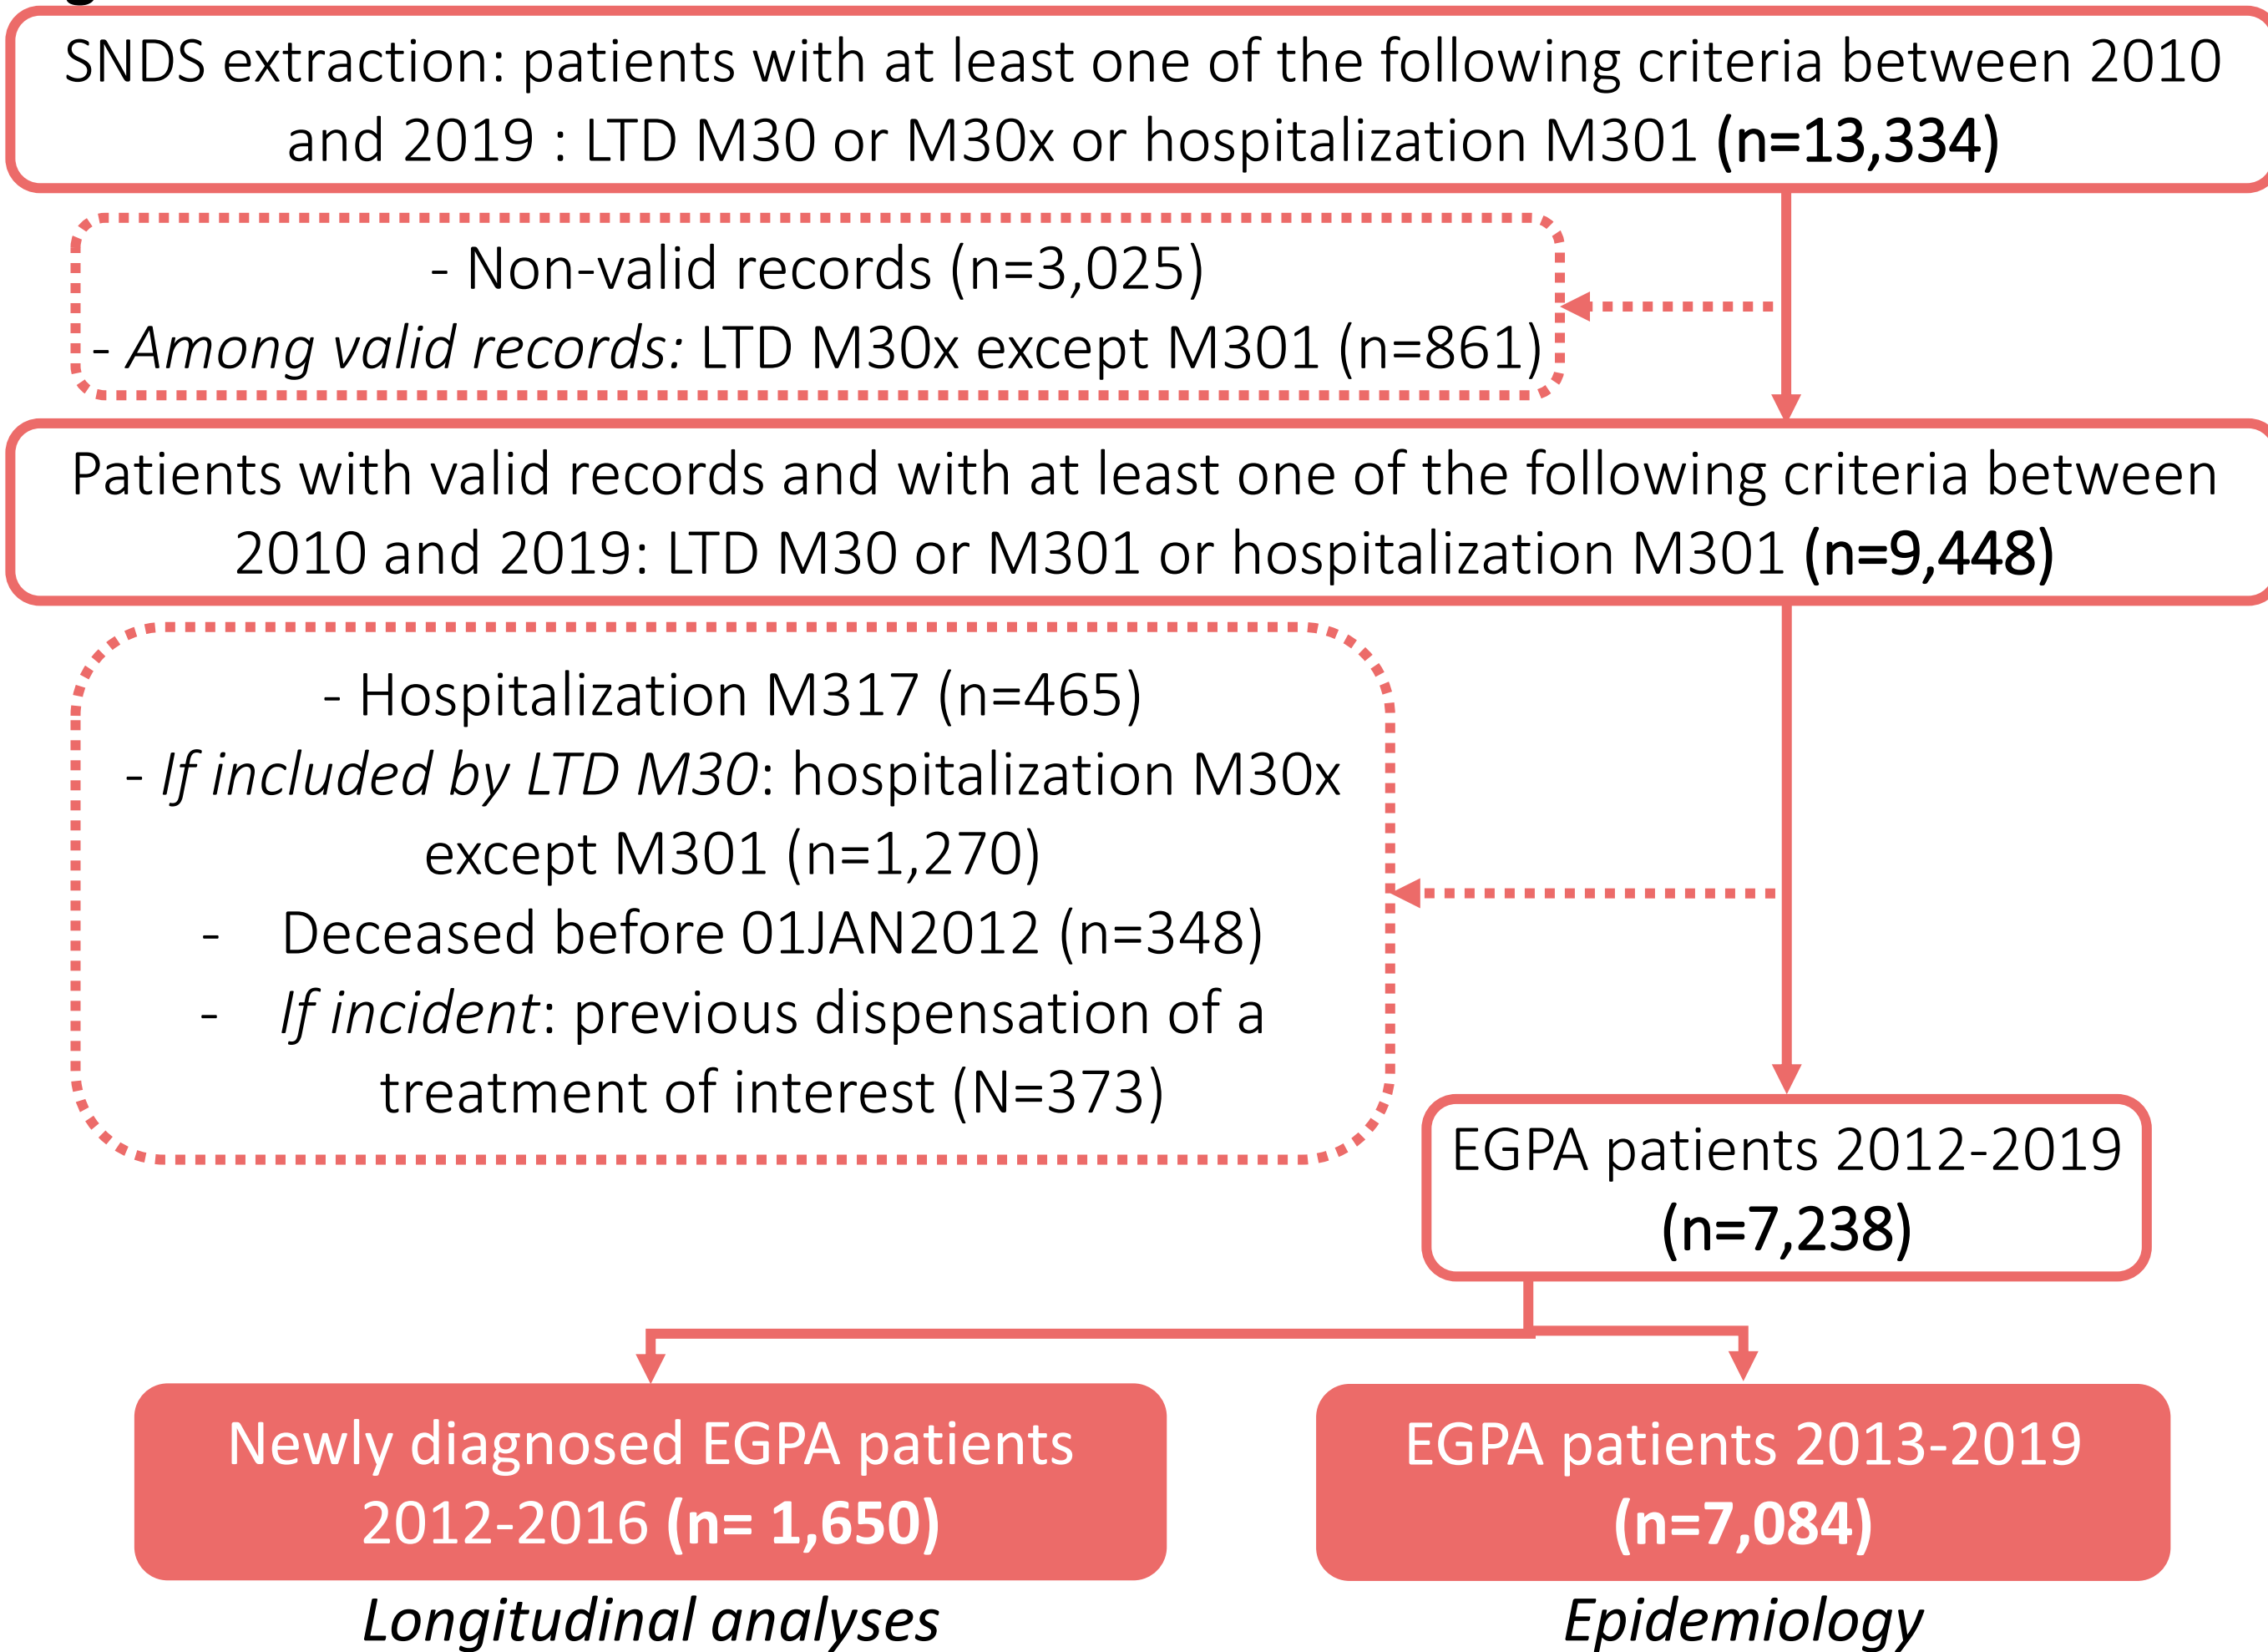 SNDS extraction: patients with at least one of the following criteria between 2010
and 2019 : LTD M30 or M30x or hospitalization M301 (n=13,334)
- Non-valid records (n=3,025)
- Among valid records: LTD M30x except M301 (n=861)
Patients with valid records and with at least one of the following criteria between
2010 and 2019: LTD M30 or M301 or hospitalization M301 (n=9,448)
- Hospitalization M317 (n=465)
- If included by LTD M30: hospitalization M30x
except M301 (n=1,270)
- Deceased before 01JAN2012 (n=348)
- If incident: previous dispensation of a
treatment of interest (N=373)
EGPA patients 2012-2019
(n=7,238)
Newly diagnosed EGPA patients
2012-2016 (n= 1,650)
EGPA patients 2013-2019
(n=7,084)
Longitudinal analyses
Epidemiology